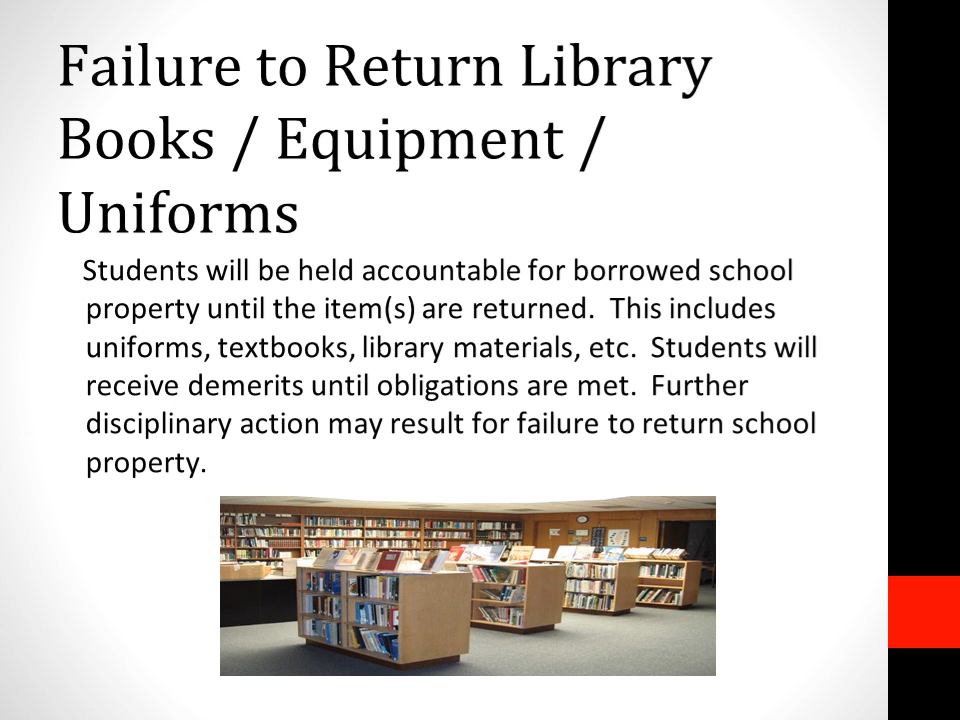 Failure to Return Library
Books / Equipment /
Uniforms
Students will be held accountable for borrowed school
property until the item(s) are returned.  This includes
uniforms, textbooks, library materials, etc.  Students will
receive demerits until obligations are met.  Further
disciplinary action may result for failure to return school
property.